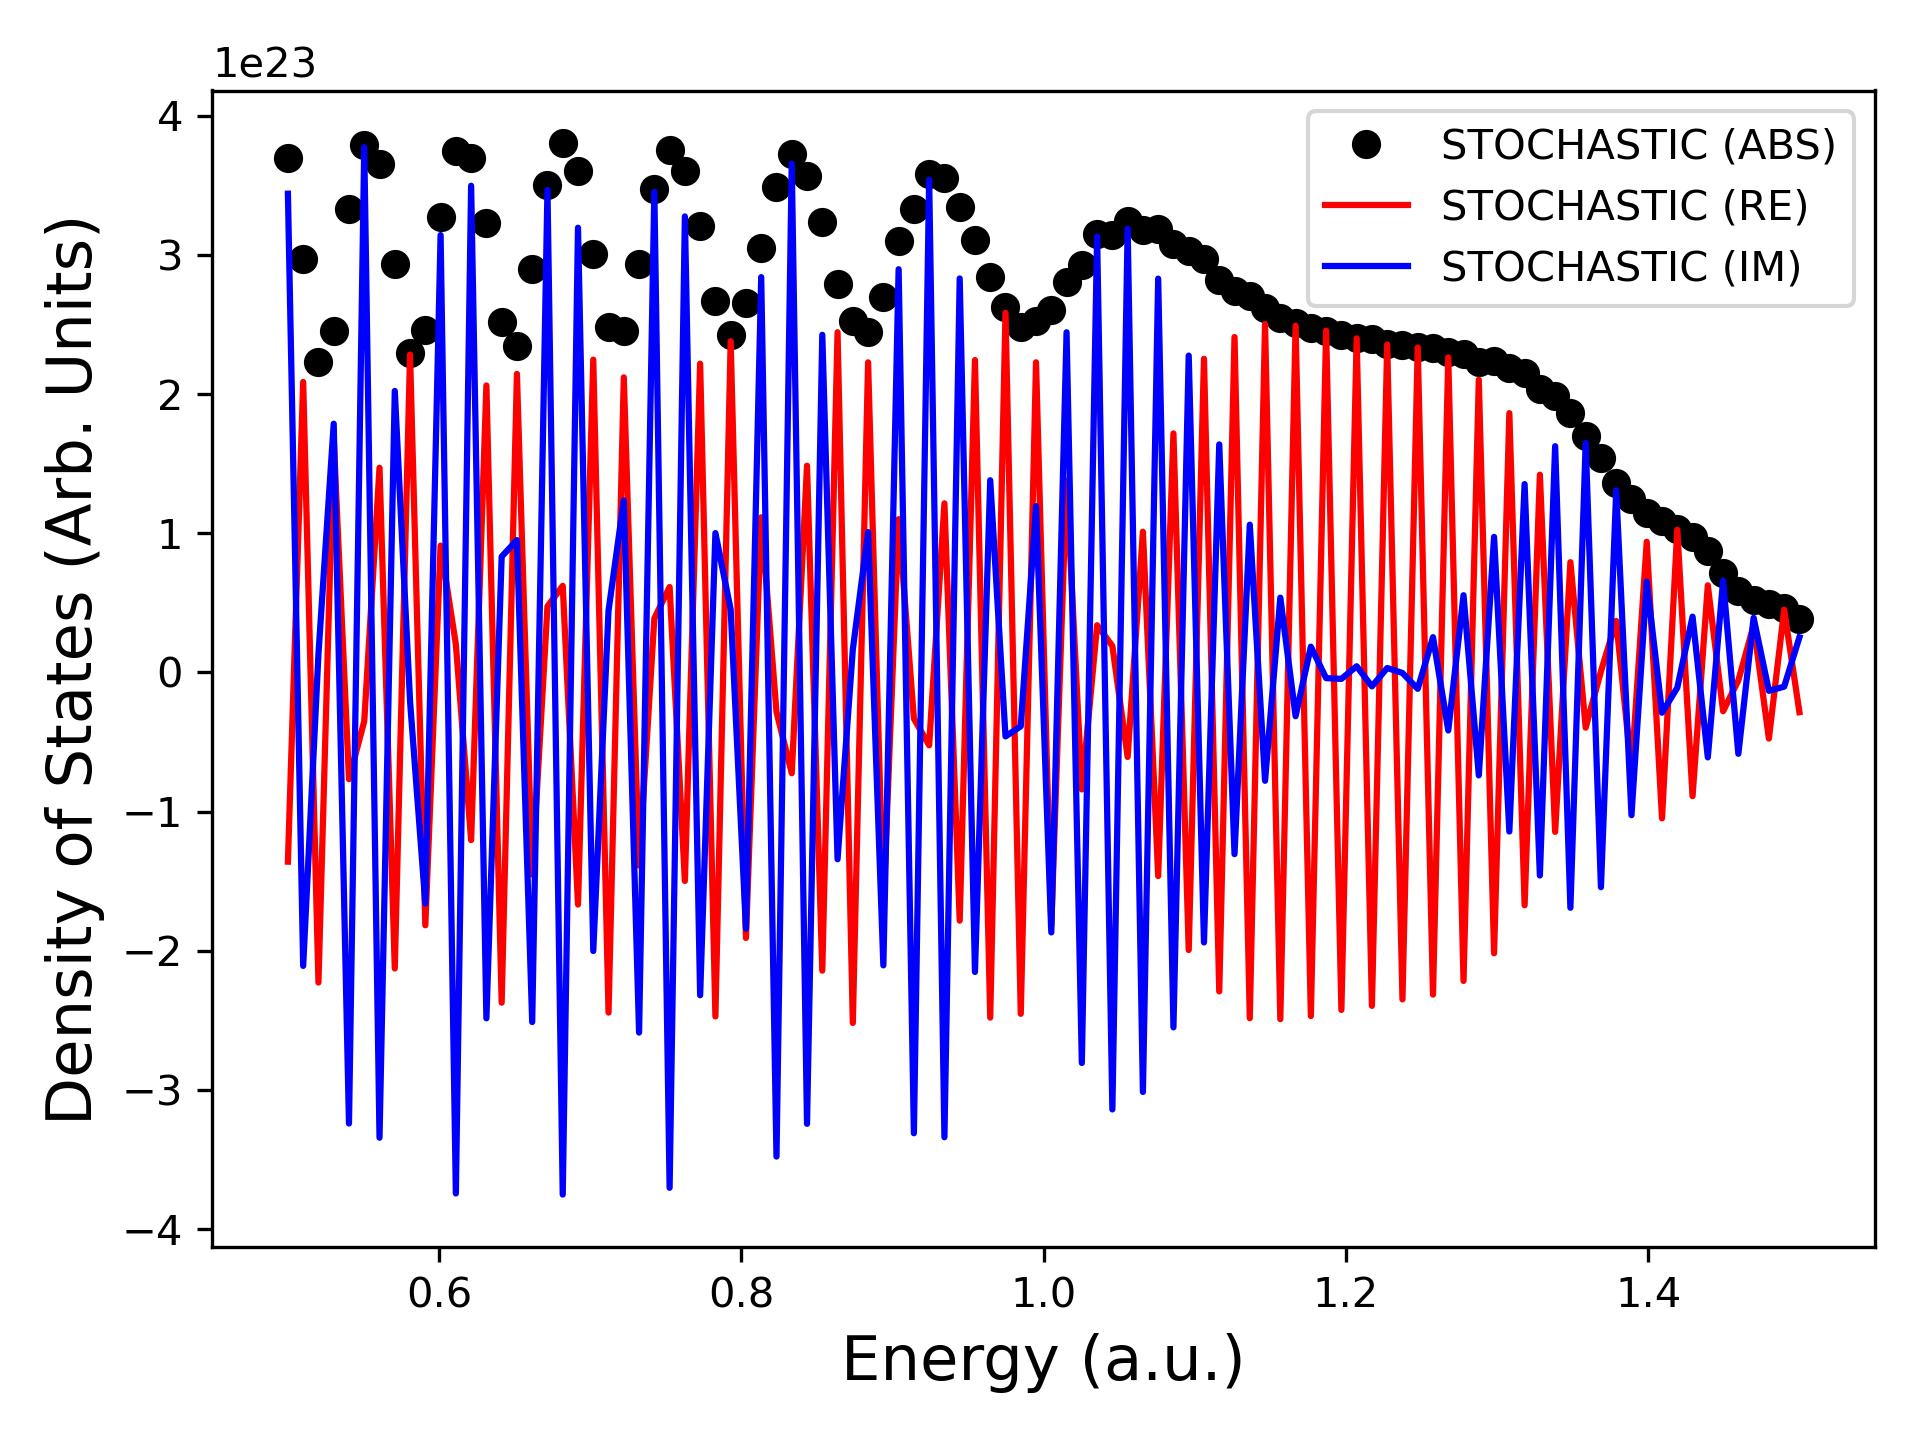 1e23
4
3
2
1
0
−1
−2
−3
−4
Density of States (Arb. Units)
STOCHASTIC (ABS)
STOCHASTIC (RE)
STOCHASTIC (IM)
0.6 0.8 1.0 1.2 1.4
Energy (a.u.)